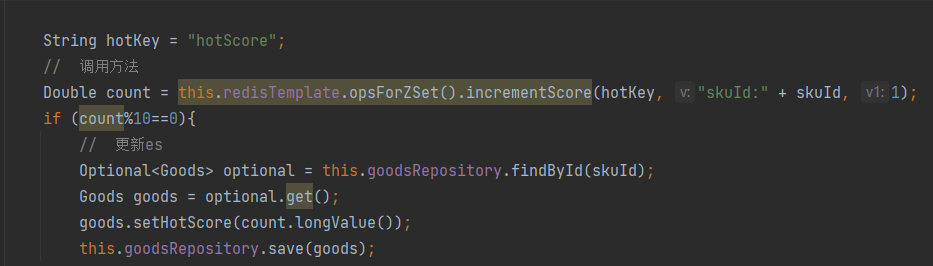 String hotKey = "hotScore";
//  调用方法
Double count = this.redisTemplate.opsForZSet().incrementScore(hotKey, v: "skuId:" + skuId, v1: 1);
if (count%10==0){
//  更新es
Optional<Goods> optional = this.goodsRepository.findById(skuId);
Goods goods = optional.get();
goods.setHotScore(count.longValue());
this.goodsRepository.save(goods);